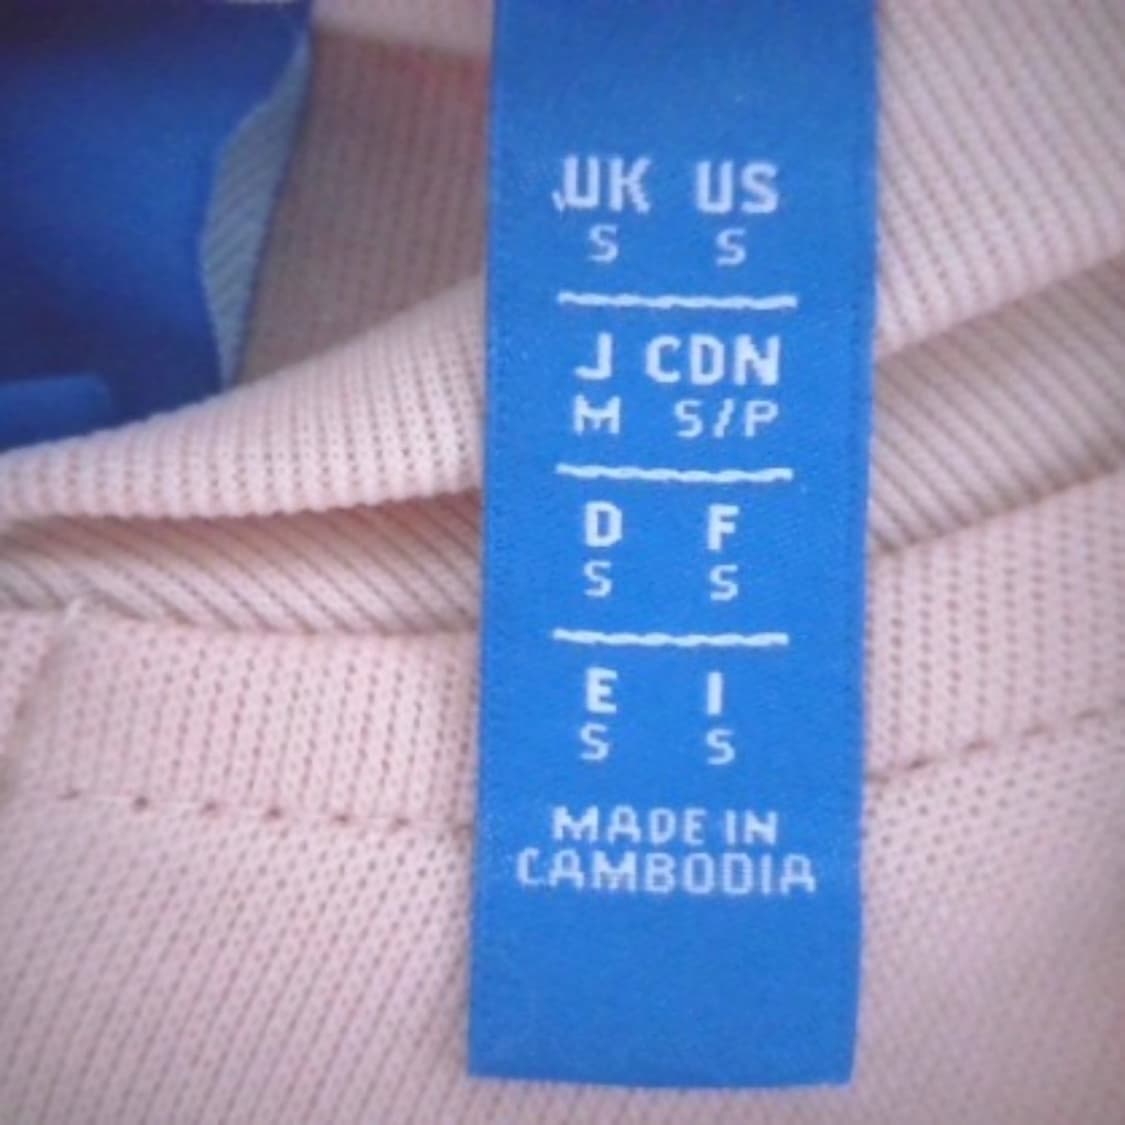 UK US
S S
J CDN
M S/P
D F
S S
E I
S S
MADE IN
CAMBODIA